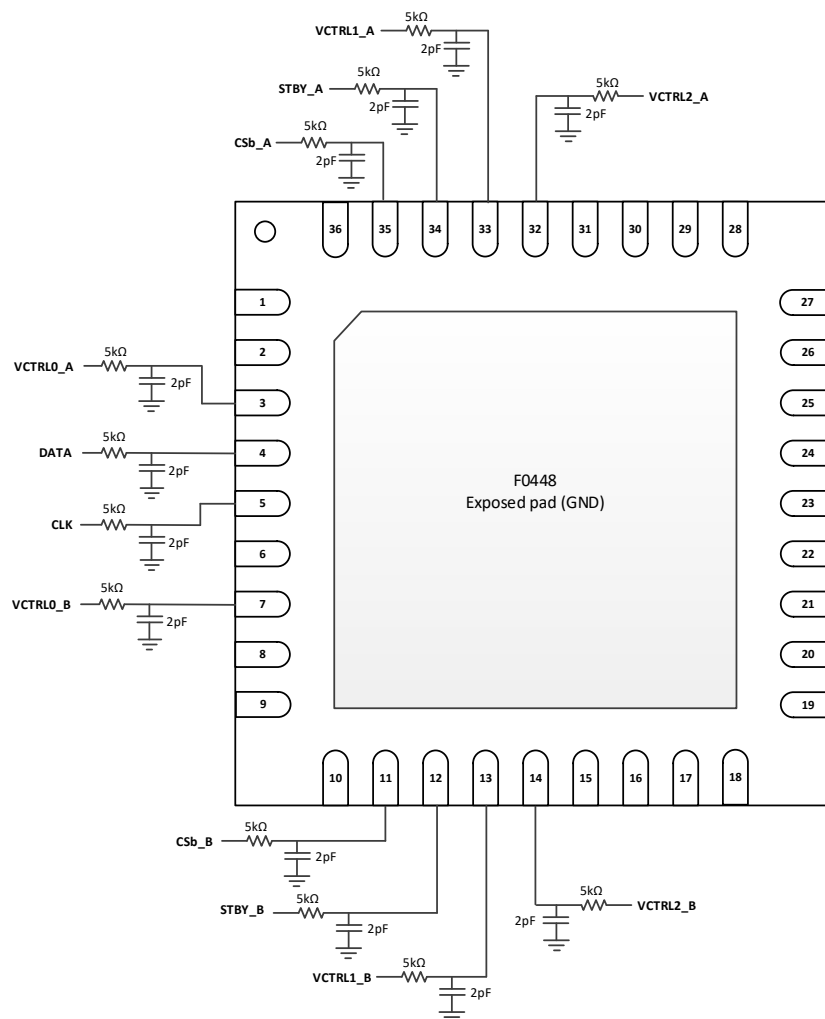 VCTRL1_A
5kΩ
2pF
STBY_A
5kΩ
2pF
VCTRL2_A
5kΩ
2pF
CSb_A
5kΩ
2pF
36 35 34 33 32 31 30 29 28
1
2
3
4
5
6
7
8
9
27
26
25
24
23
22
21
20
19
VCTRL0_A
5kΩ
2pF
DATA
5kΩ
2pF
CLK
5kΩ
2pF
VCTRL0_B
5kΩ
2pF
F0448
Exposed pad (GND)
10 11 12 13 14 15 16 17 18
CSb_B
5kΩ
2pF
STBY_B
5kΩ
2pF
VCTRL2_B
5kΩ
2pF
VCTRL1_B
5kΩ
2pF